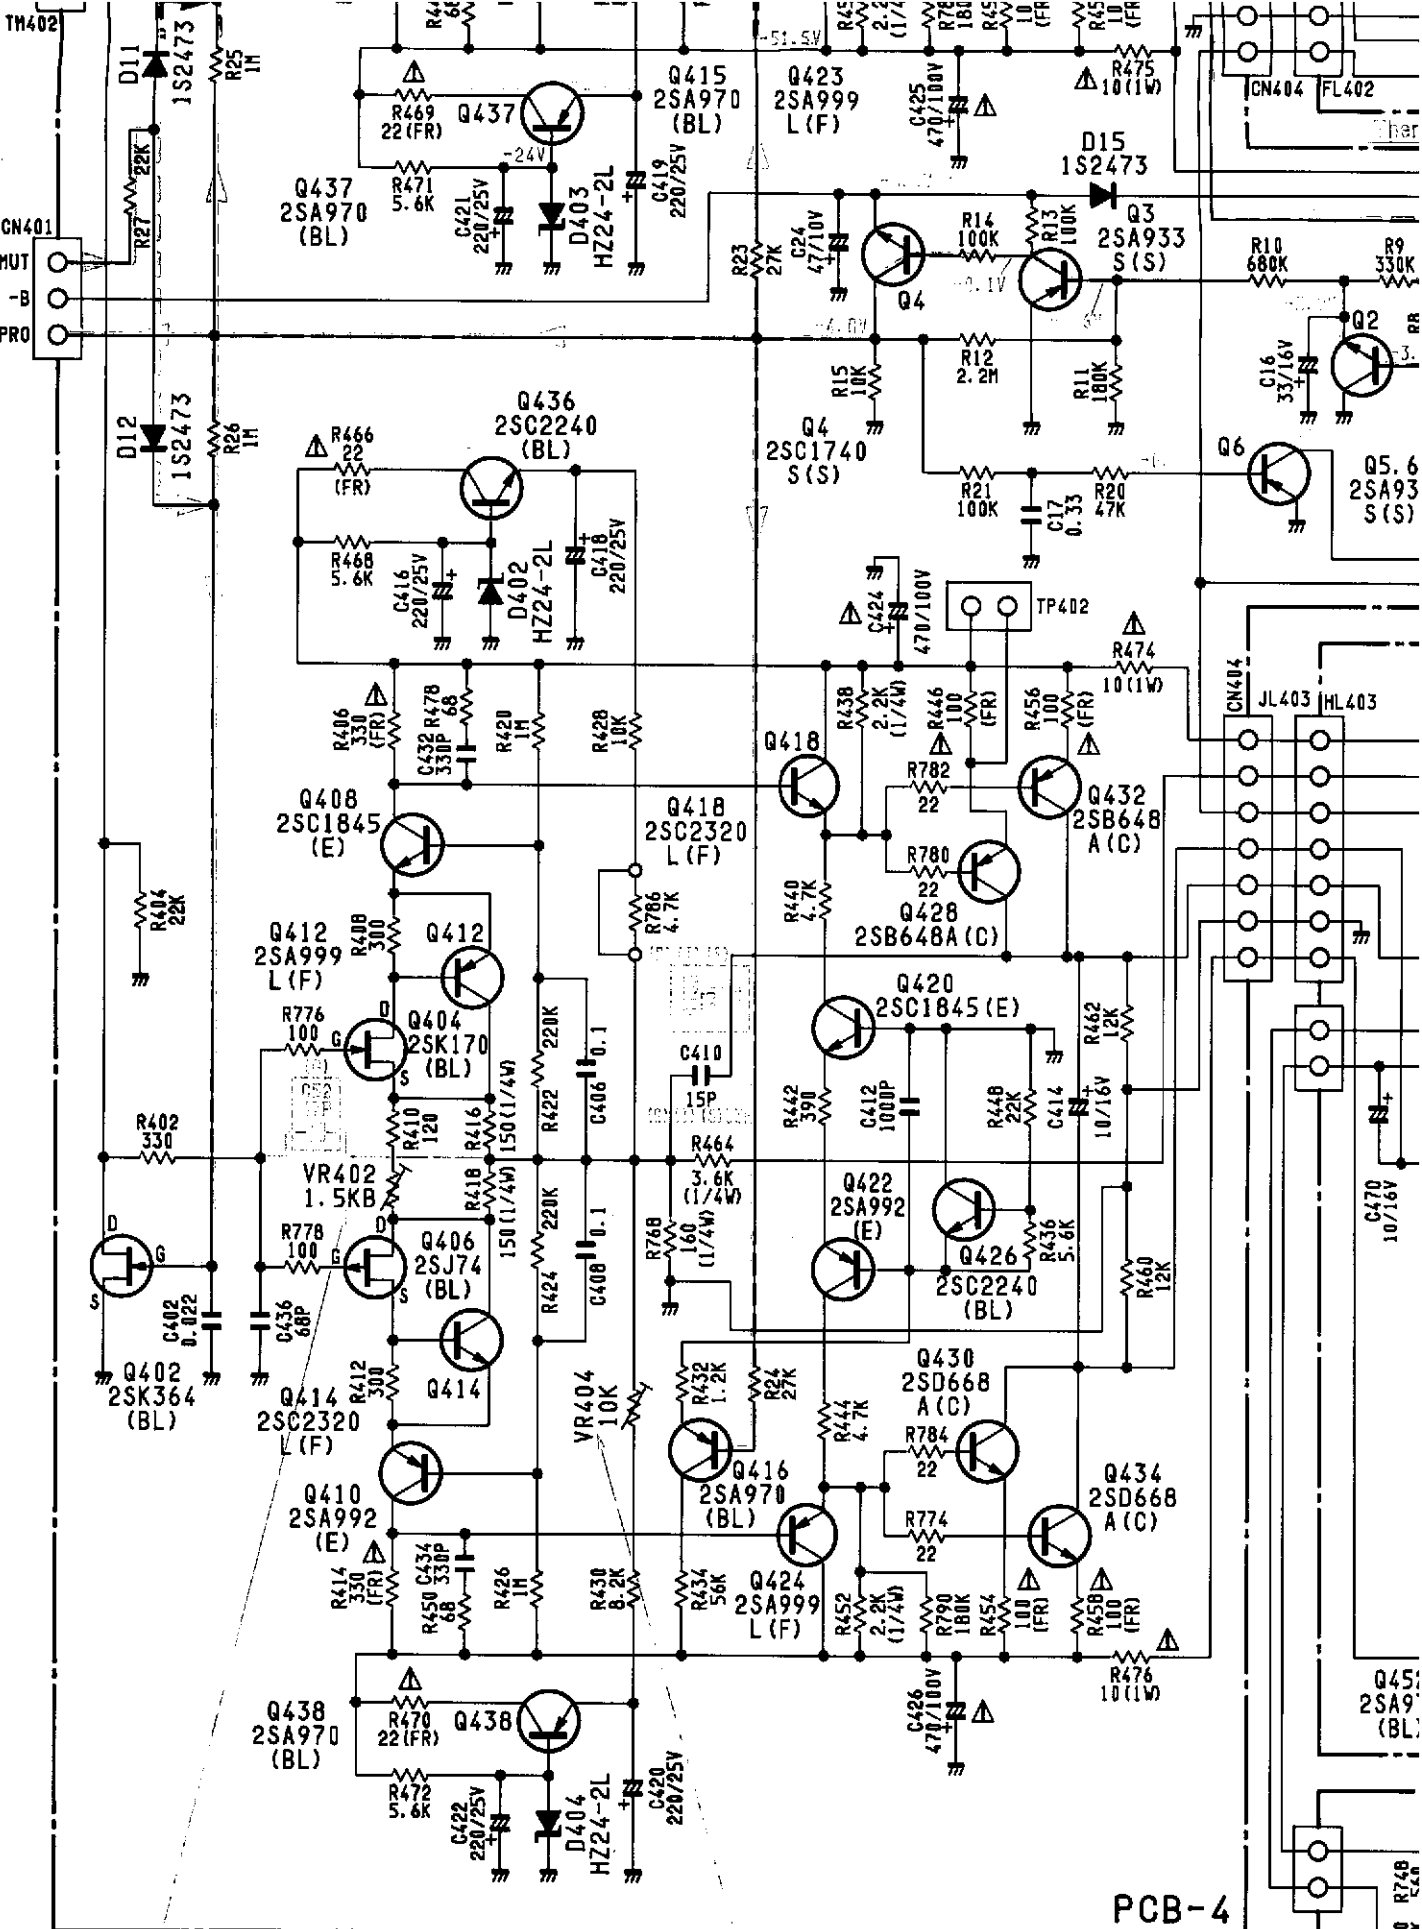 TM402
D11
1S2473
R25
1M
R469
22(FR)
Q437
-24V
R471
5.6K
Q437
2SA970
(BL)
C421
220/25V
D403
HZ24-2L
C419
220/25V
Q415
2SA970
(BL)
-51.5V
Q423
2SA999
L(F)
C425
470/100V
R475
10(1W)
CN404
FL402
D15
1S2473
22K
R27
CN401
MUT
-B
PRO
R23
27K
C24
47/10V
R14
100K
R13
100K
Q3
2SA933
S(S)
Q4
R10
680K
R9
330K
Q2
R12
2.2M
R15
10K
R11
180K
C16
33/16V
Q4
2SC1740
S(S)
Q6
Q5.6
2SA93
S(S)
R21
100K
C17
0.33
R20
47K
D12
1S2473
R26
1M
Q436
2SC2240
(BL)
R466
22
(FR)
R468
5.6K
C416
220/25V
D402
HZ24-2L
C418
220/25V
C424
470/100V
TP402
R474
10(1W)
CN404
JL403
HL403
R406
330
(FR)
R478
68
C432
330P
R420
1M
R428
10K
R438
2.2K
(1/4W)
R446
100
(FR)
R456
100
(FR)
Q418
R782
22
Q432
2SB648
A(C)
Q408
2SC1845
(E)
Q418
2SC2320
L(F)
R780
22
Q428
2SB648A(C)
R404
22K
R408
300
Q412
2SA999
L(F)
Q412
R786
4.7K
R440
4.7K
Q420
2SC1845(E)
R462
12K
R776
100
D
G
S
Q404
2SK170
(BL)
220K
R422
0.1
C406
C410
15P
R442
390
C412
1000P
R448
22K
C414
10/16V
R402
330
R410
120
R416
150(1/4W)
R464
3.6K
(1/4W)
VR402
1.5KB
R418
150(1/4W)
220K
R424
0.1
C408
R768
160
(1/4W)
Q422
2SA992
(E)
Q426
2SC2240
(BL)
R436
5.6K
R460
12K
C470
10/16V
D
G
S
R778
100
D
G
S
Q406
2SJ74
(BL)
C402
0.022
C436
68P
Q402
2SK364
(BL)
Q414
2SC2320
L(F)
R412
300
Q414
VR404
10K
R432
1.2K
R24
27K
R444
4.7K
Q430
2SD668
A(C)
R784
22
Q410
2SA992
(E)
Q416
2SA970
(BL)
R774
22
Q434
2SD668
A(C)
R414
330
(FR)
C434
330P
R450
68
R426
1M
R430
8.2K
R434
56K
Q424
2SA999
L(F)
R452
2.2K
(1/4W)
R790
180K
R454
100
(FR)
R458
100
(FR)
R476
10(1W)
Q438
2SA970
(BL)
R470
22(FR)
Q438
R472
5.6K
C422
220/25V
D404
HZ24-2L
C420
220/25V
C426
470/100V
R748
PCB-4